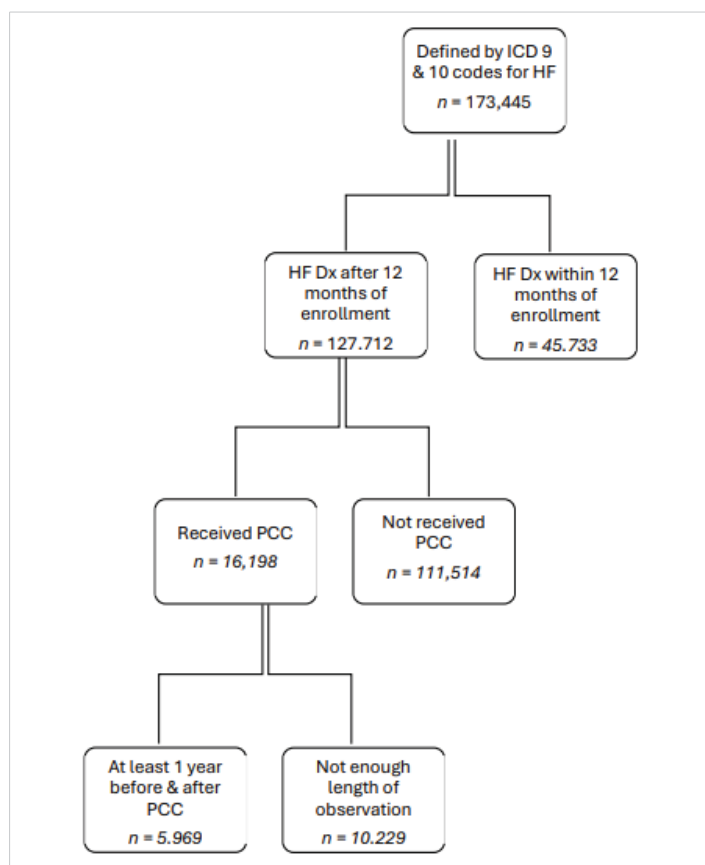 Defined by ICD 9
& 10 codes for HF
n = 173,445
HF Dx after 12
months of
enrollment
n = 127.712
HF Dx within 12
months of
enrollment
n = 45.733
Received PCC
n = 16,198
Not received
PCC
n = 111,514
At least 1 year
before & after
PCC
n = 5.969
Not enough
length of
observation
n = 10.229